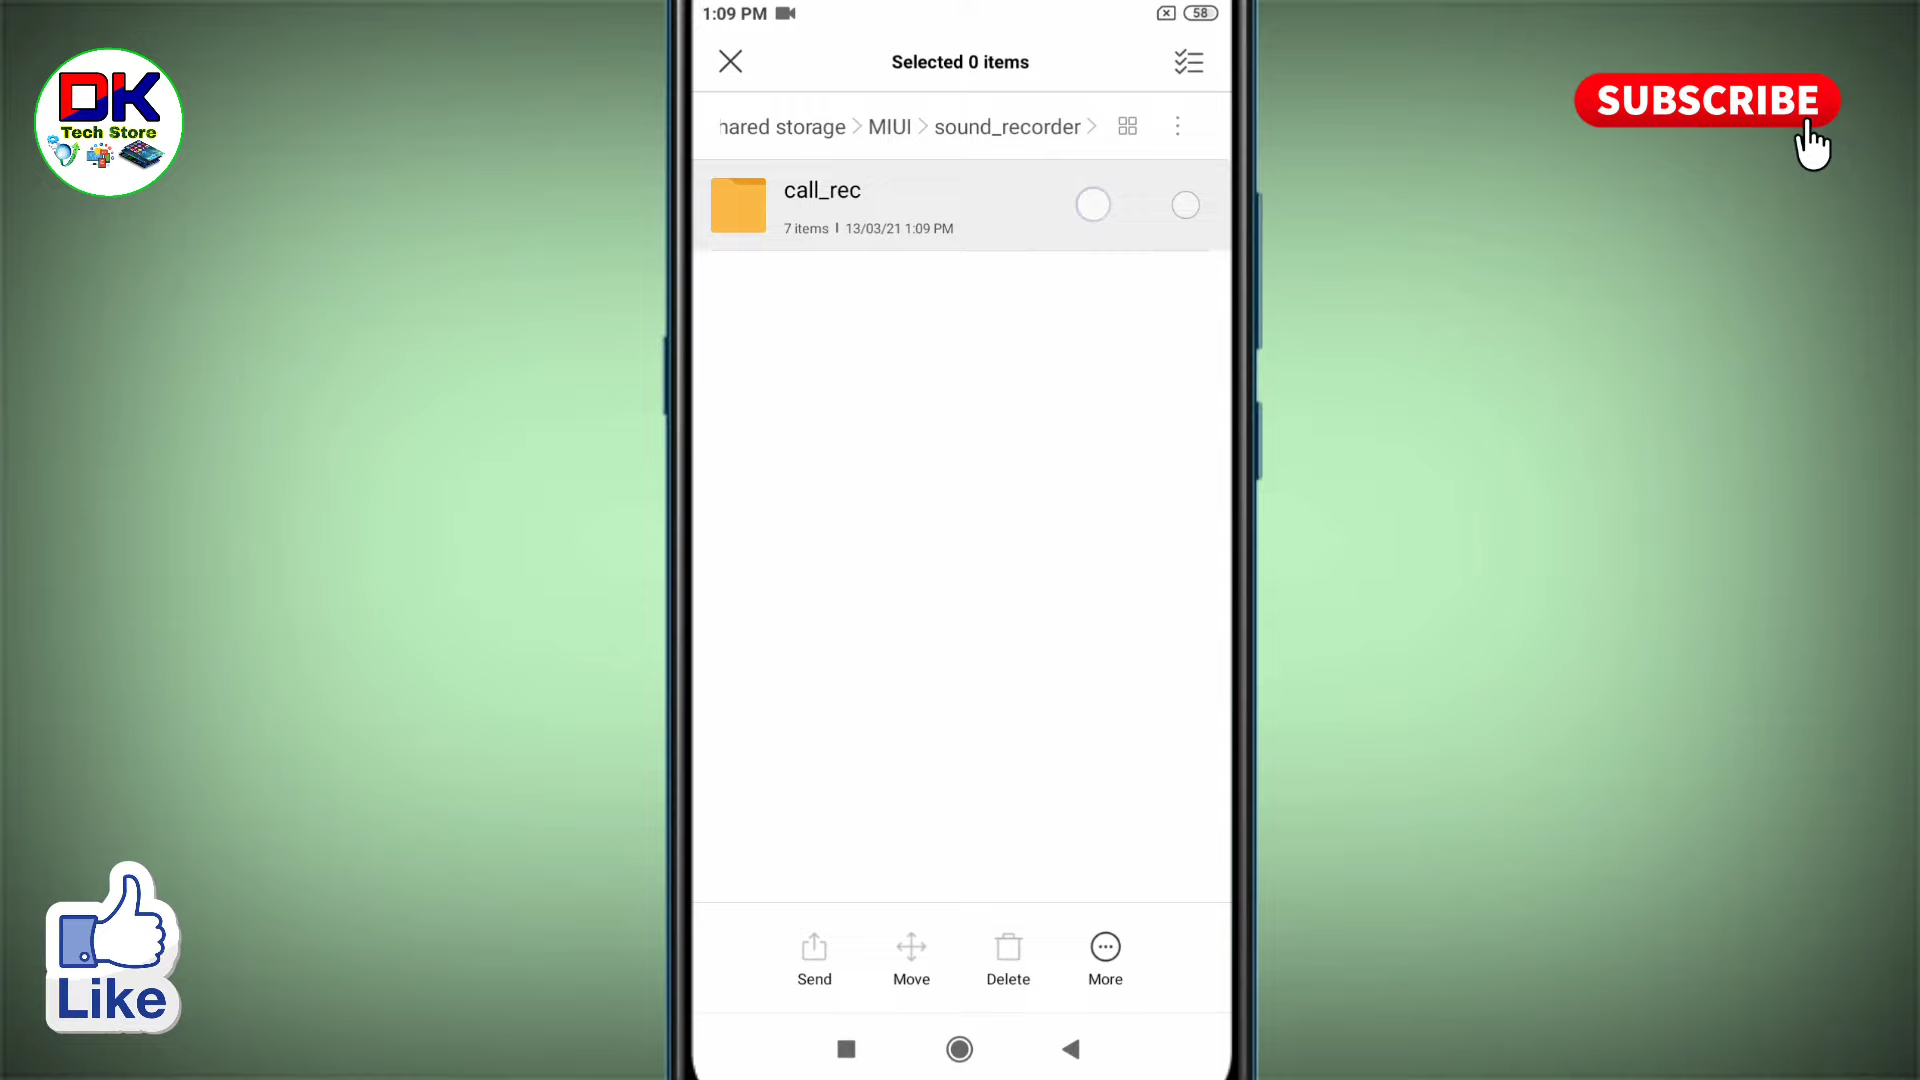 1:09 PM
58
Selected 0 items
hared storage > MIUI > sound_recorder >
call_rec
7 items | 13/03/21 1:09 PM
Send
Move
Delete
More
DK
Tech Store
SUBSCRIBE
Like